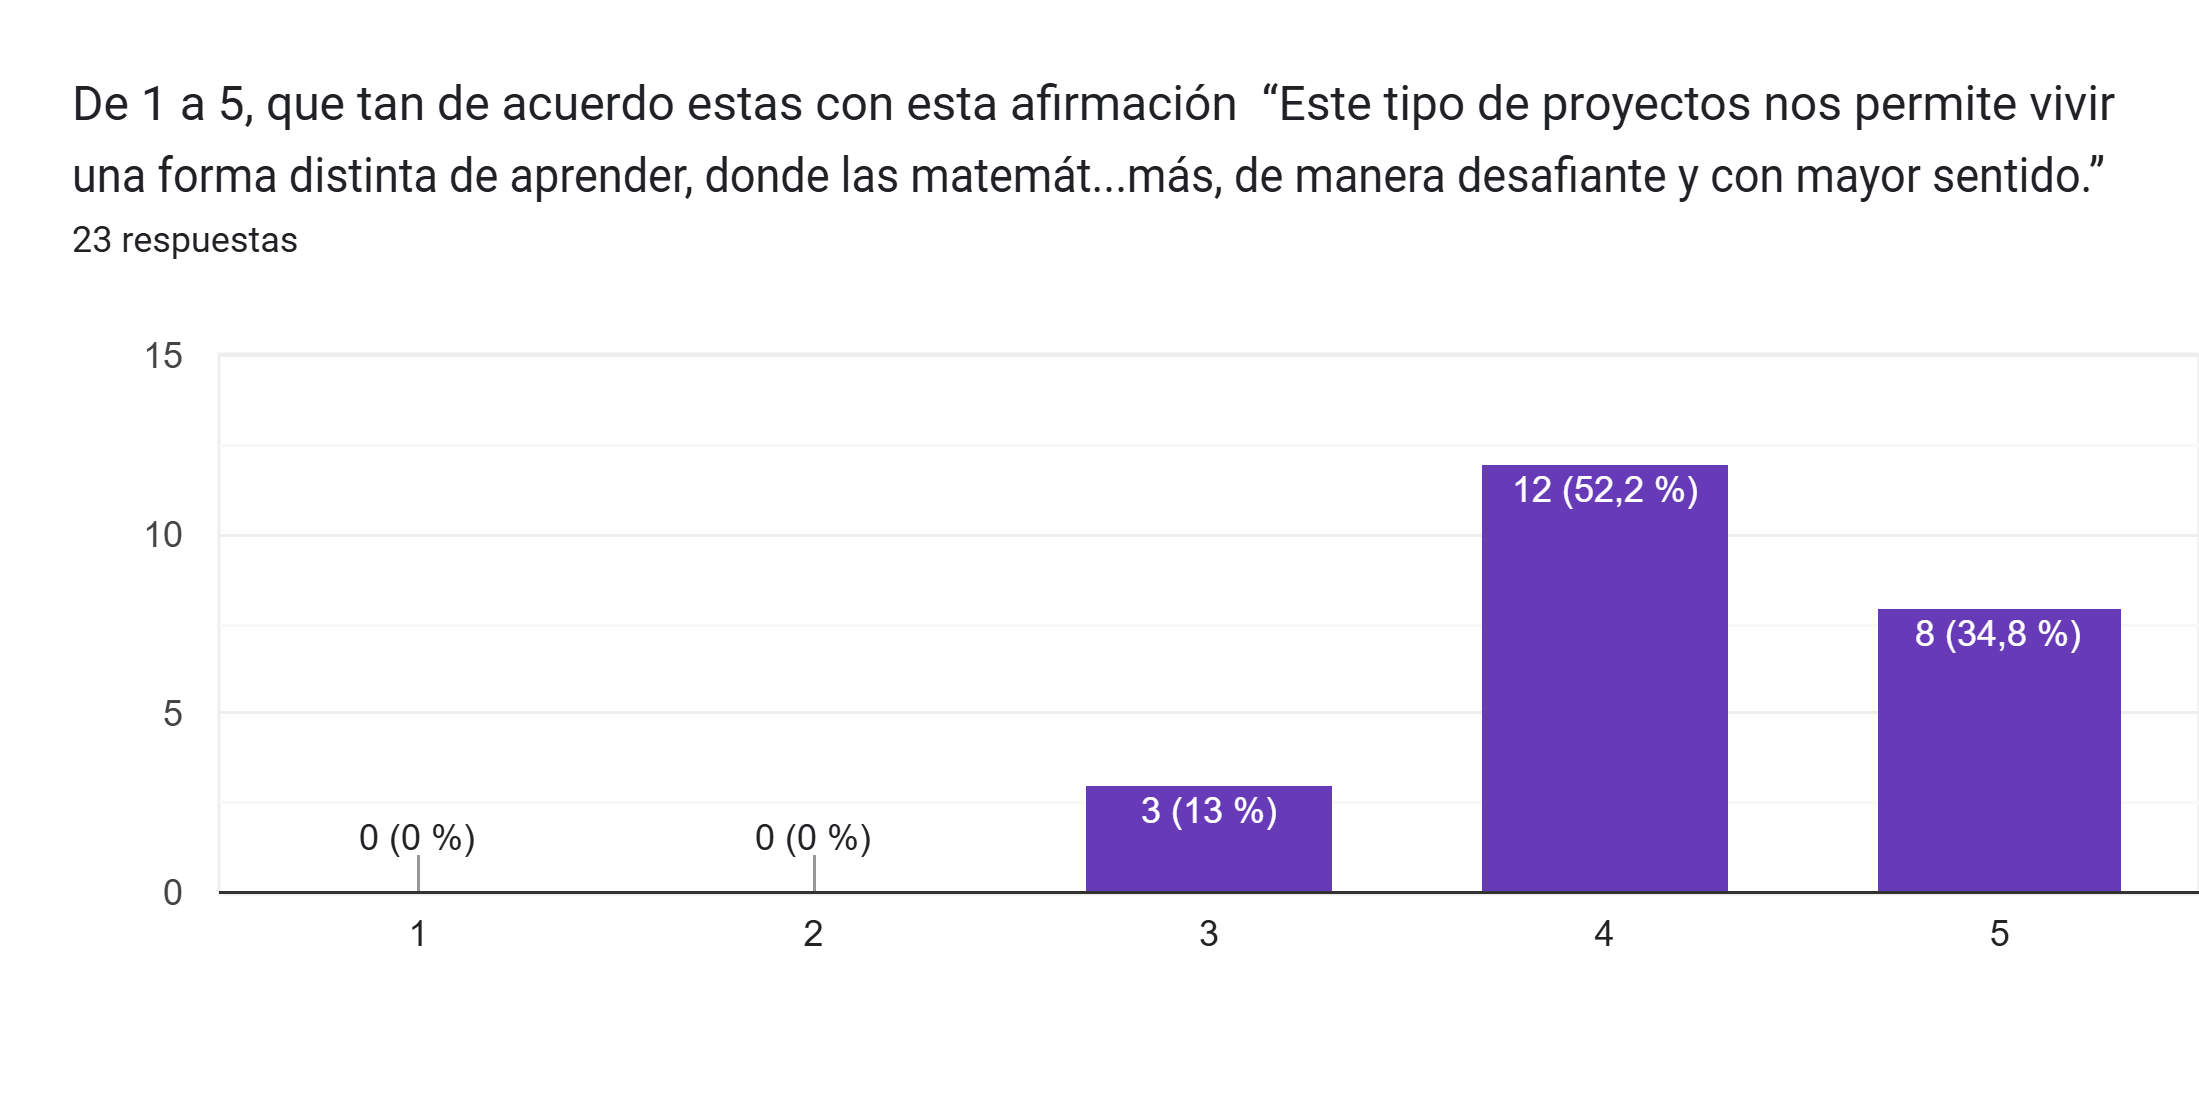 De 1 a 5, que tan de acuerdo estas con esta afirmación  “Este tipo de proyectos nos permite vivir
una forma distinta de aprender, donde las matemát...más, de manera desafiante y con mayor sentido.”
23 respuestas
15
10
5
0
0 (0 %)
0 (0 %)
3 (13 %)
12 (52,2 %)
8 (34,8 %)
1
2
3
4
5